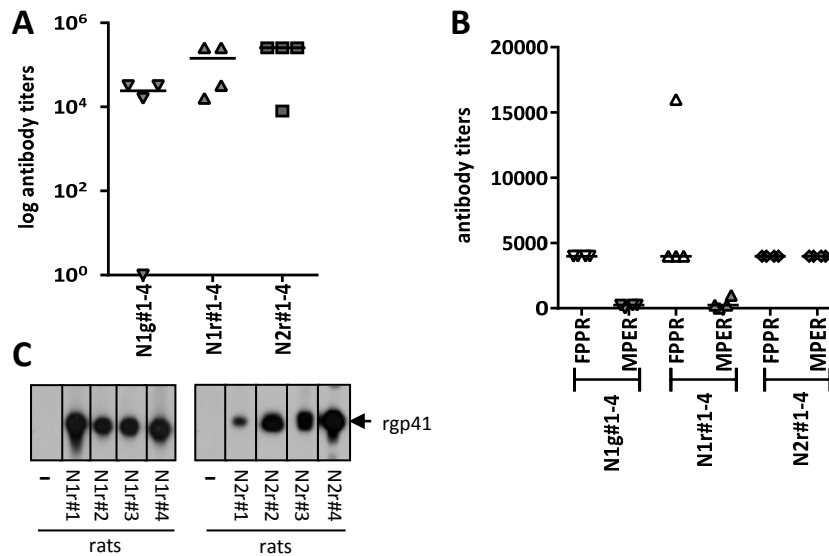 A
log antibody titers
10⁶
10⁴
10²
10⁰
N1g#1-4
N1r#1-4
N2r#1-4
B
antibody titers
20000
15000
10000
5000
0
FPPR
MPER
FPPR
MPER
FPPR
MPER
N1g#1-4
N1r#1-4
N2r#1-4
C
rgp41
-
N1r#1
N1r#2
N1r#3
N1r#4
rats
-
N2r#1
N2r#2
N2r#3
N2r#4
rats